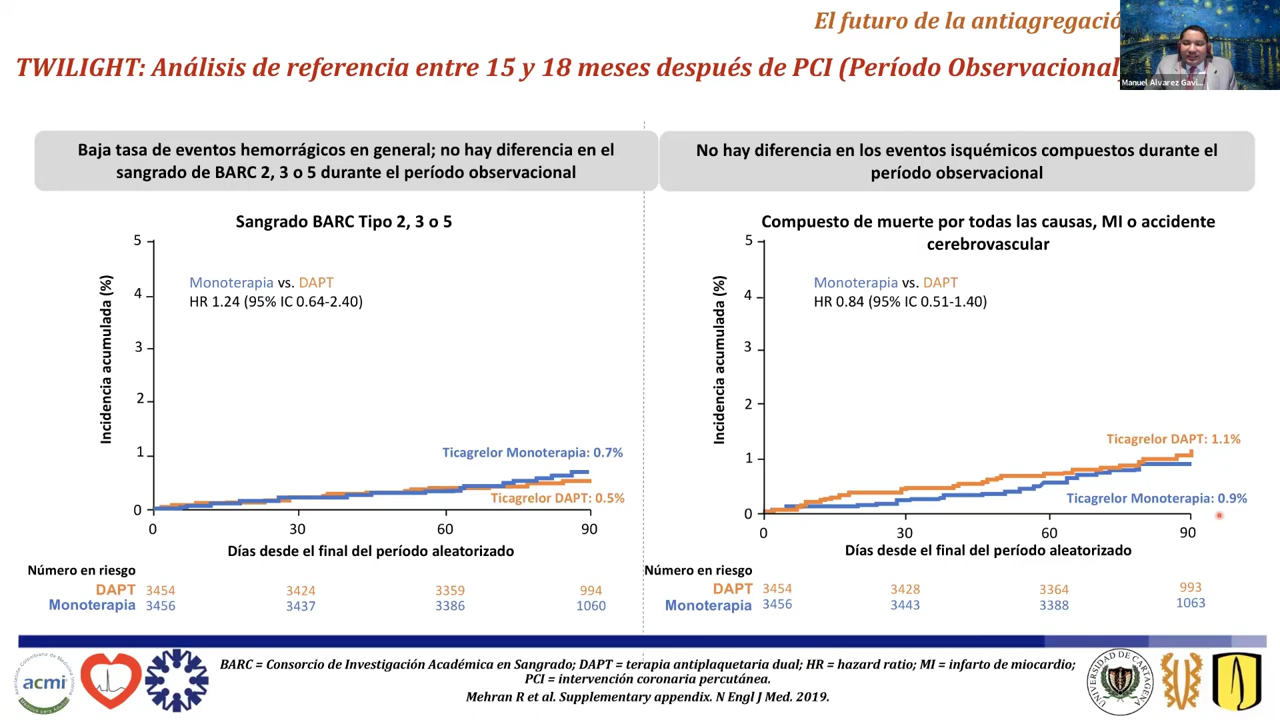 El futuro de la antiagregació
TWILIGHT: Análisis de referencia entre 15 y 18 meses después de PCI (Período Observacional
Manuel Alvarez Gavi...
Baja tasa de eventos hemorrágicos en general; no hay diferencia en el
sangrado de BARC 2, 3 o 5 durante el período observacional
No hay diferencia en los eventos isquémicos compuestos durante el
período observacional
Sangrado BARC Tipo 2, 3 o 5
5
4
3
2
1
0
Incidencia acumulada (%)
Monoterapia vs. DAPT
HR 1.24 (95% IC 0.64-2.40)
Ticagrelor Monoterapia: 0.7%
Ticagrelor DAPT: 0.5%
0 30 60 90
Días desde el final del período aleatorizado
Número en riesgo
DAPT 3454 3424 3359 994
Monoterapia 3456 3437 3386 1060
Compuesto de muerte por todas las causas, MI o accidente
cerebrovascular
5
4
3
2
1
0
Incidencia acumulada (%)
Monoterapia vs. DAPT
HR 0.84 (95% IC 0.51-1.40)
Ticagrelor DAPT: 1.1%
Ticagrelor Monoterapia: 0.9%
0 30 60 90
Días desde el final del período aleatorizado
Número en riesgo
DAPT 3454 3428 3364 993
Monoterapia 3456 3443 3388 1063
acmi
BARC = Consorcio de Investigación Académica en Sangrado; DAPT = terapia antiplaquetaria dual; HR = hazard ratio; MI = infarto de miocardio;
PCI = intervención coronaria percutánea.
Mehran R et al. Supplementary appendix. N Engl J Med. 2019.
UNIVERSIDAD DE CARTAGENA